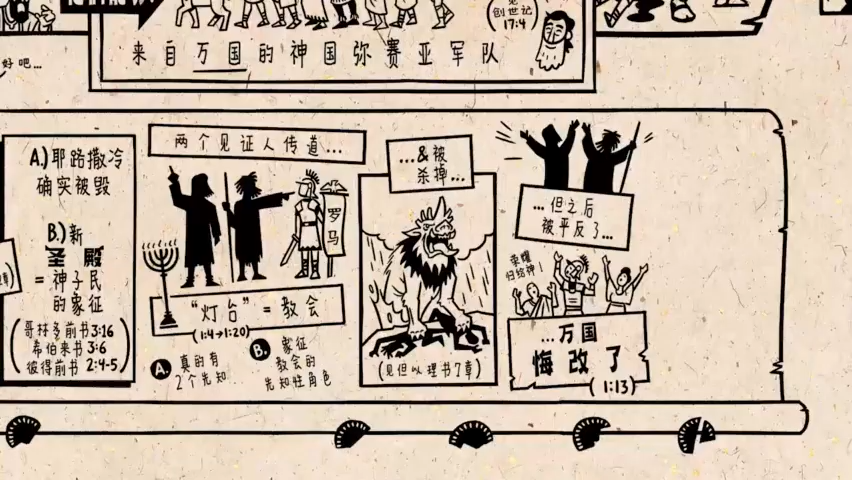 好吧...
见
创世记
17:4
来自万国的神国弥赛亚军队
A.)耶路撒冷
确实被毁
B.)新
圣殿
=神子民
的象征
(哥林多前书3:16
希伯来书3:6
彼得前书2:4-5)
两个见证人传道...
罗马
“灯台”=教会
(1:4→1:20)
A 真的有
2个先知
B 象征
教会的
先知性角色
...&被
杀掉...
(见但以理书7章)
...但之后
被平反了...
荣耀
归给神!
...万国
悔改了
(1:13)